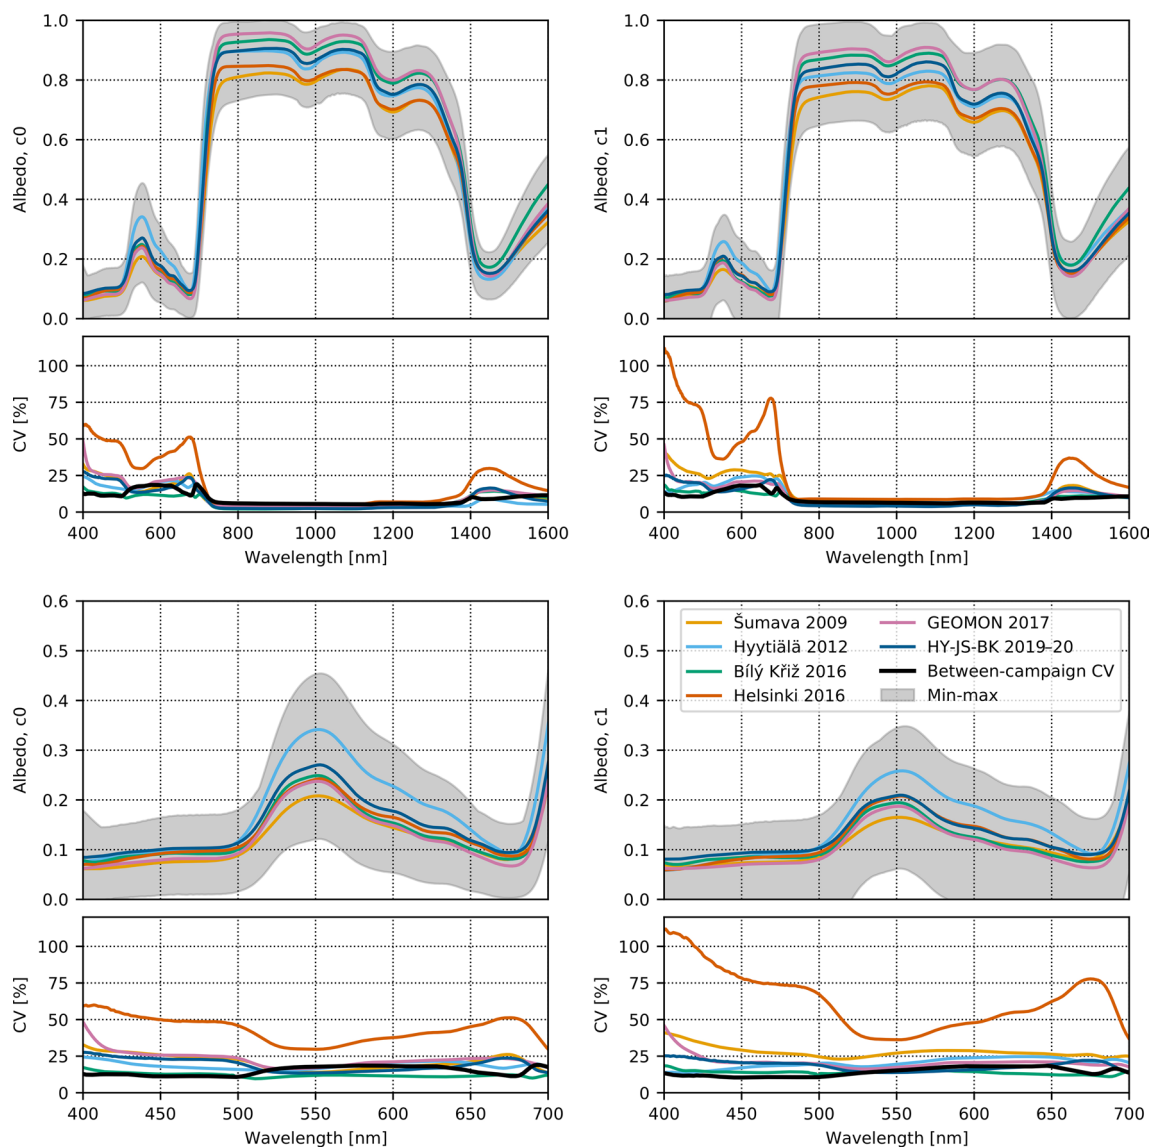 1.0
0.8
0.6
0.4
0.2
0.0
Albedo, c0
1.0
0.8
0.6
0.4
0.2
0.0
Albedo, c1
100
75
50
25
0
CV [%]
400 600 800 1000 1200 1400 1600
Wavelength [nm]
100
75
50
25
0
CV [%]
400 600 800 1000 1200 1400 1600
Wavelength [nm]
0.6
0.5
0.4
0.3
0.2
0.1
0.0
Albedo, c0
0.6
0.5
0.4
0.3
0.2
0.1
0.0
Albedo, c1
Šumava 2009
Hyytiälä 2012
Bílý Křiž 2016
Helsinki 2016
GEOMON 2017
HY-JS-BK 2019–20
Between-campaign CV
Min-max
100
75
50
25
0
CV [%]
400 450 500 550 600 650 700
Wavelength [nm]
100
75
50
25
0
CV [%]
400 450 500 550 600 650 700
Wavelength [nm]